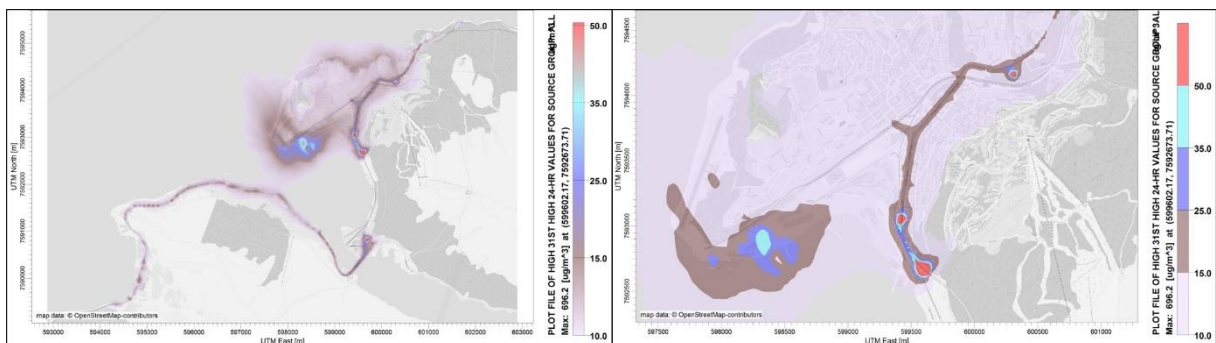 PLOT FILE OF HIGH 31ST HIGH 24-HR VALUES FOR SOURCE GROUP: ALL
Max: 696.2 [ug/m^3] at (599602.17, 7592673.71)
50.0
35.0
25.0
15.0
10.0
UTM North [m]
7595000
7594000
7593000
7592000
7591000
7590000
map data: © OpenStreetMap-contributors
593000 594000 595000 596000 597000 598000 599000 600000 601000 602000 603000
UTM East [m]
PLOT FILE OF HIGH 31ST HIGH 24-HR VALUES FOR SOURCE GROUP
Max: 696.2 [ug/m^3] at (599602.17, 7592673.71)
50.0
35.0
25.0
15.0
10.0
UTM North [m]
7594500
7594000
7593500
7593000
7592500
map data: © OpenStreetMap-contributors
597500 598000 598500 599000 599500 600000 600500 601000
UTM East [m]